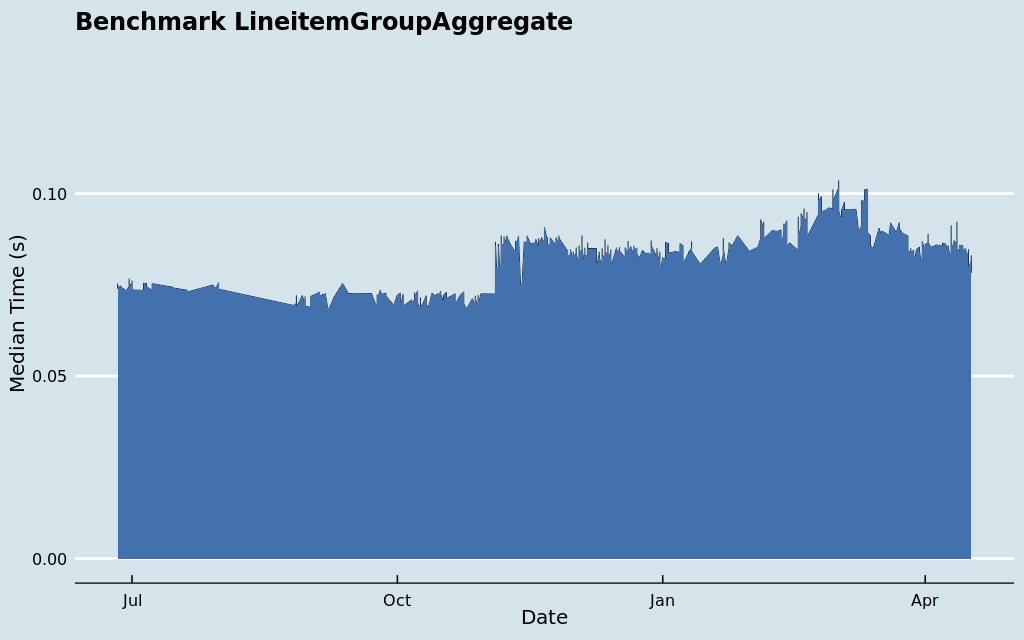 Benchmark LineitemGroupAggregate
Median Time (s)
0.10
0.05
0.00
Jul
Oct
Jan
Apr
Date